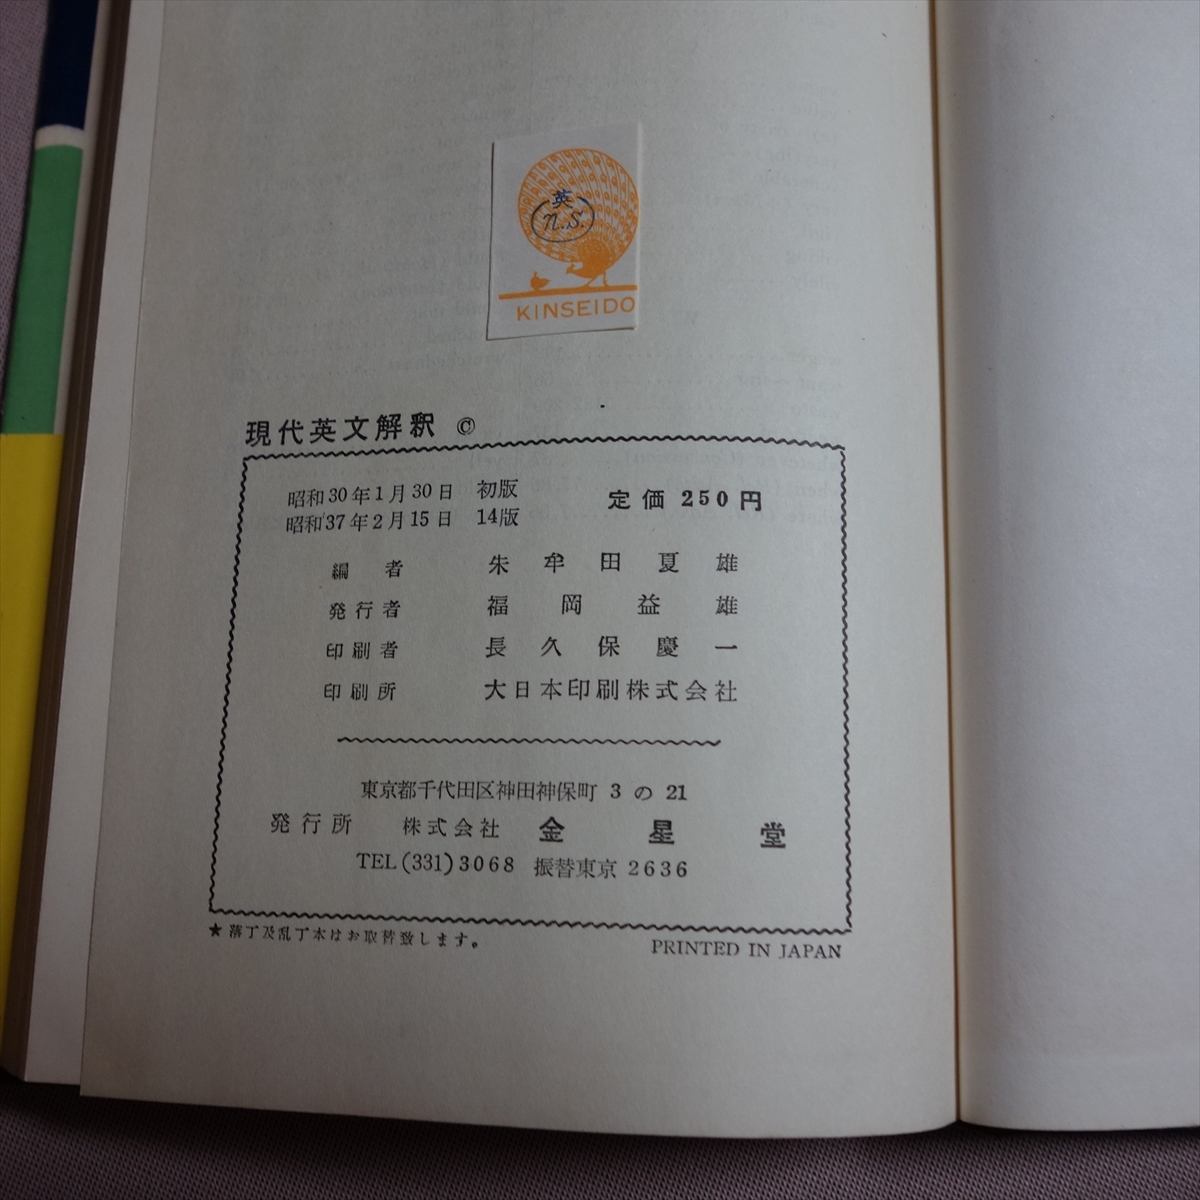 英
n.s.
KINSEIDO
現代英文解釈 ©
昭和30年1月30日 初版
昭和37年2月15日 14版
定価 250円
編者 朱牟田夏雄
発行者 福岡益雄
印刷者 長久保慶一
印刷所 大日本印刷株式会社
東京都千代田区神田神保町 3 の 21
発行所 株式会社 金星堂
TEL(331)3068 振替東京 2636
★落丁及乱丁本はお取替致します。
PRINTED IN JAPAN